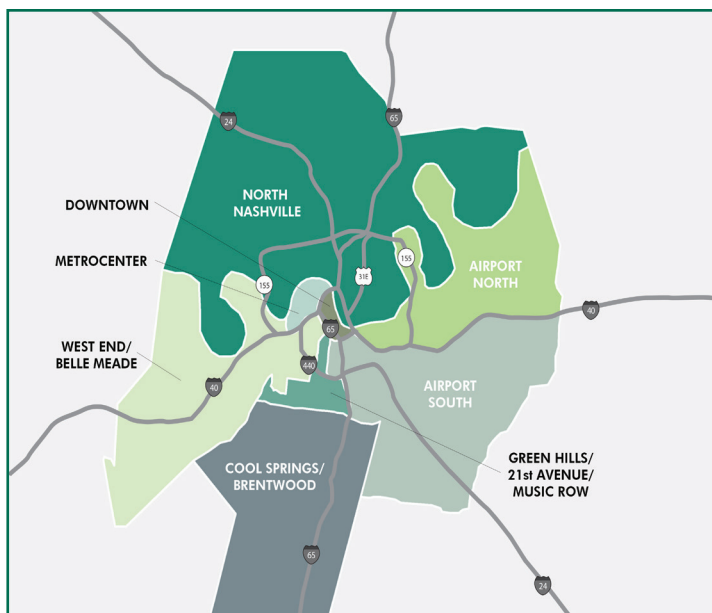 24
65
NORTH
NASHVILLE
DOWNTOWN
METROCENTER
155
31E
155
AIRPORT
NORTH
40
65
WEST END/
BELLE MEADE
440
40
AIRPORT
SOUTH
COOL SPRINGS/
BRENTWOOD
GREEN HILLS/
21st AVENUE/
MUSIC ROW
65
24